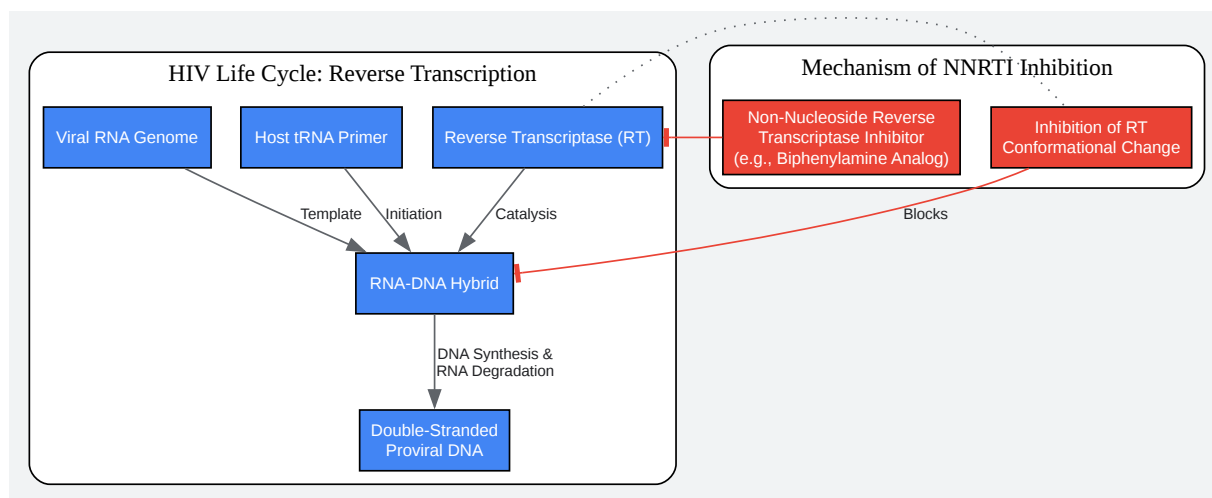 HIV Life Cycle: Reverse Transcription
Mechanism of NNRTI Inhibition
Viral RNA Genome
Host tRNA Primer
Reverse Transcriptase (RT)
Non-Nucleoside Reverse
Transcriptase Inhibitor
(e.g., Biphenylamine Analog)
Inhibition of RT
Conformational Change
Template
Initiation
Catalysis
Blocks
RNA-DNA Hybrid
DNA Synthesis &
RNA Degradation
Double-Stranded
Proviral DNA